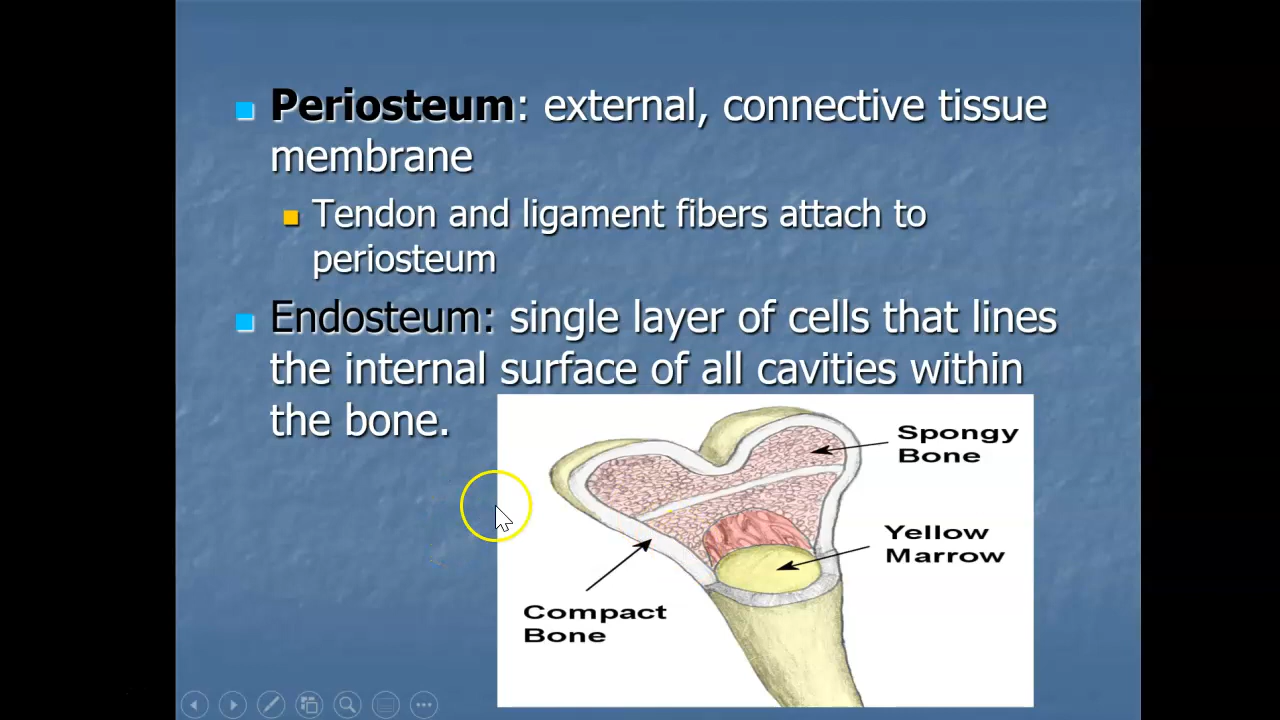 Periosteum: external, connective tissue
membrane
Tendon and ligament fibers attach to
periosteum
Endosteum: single layer of cells that lines
the internal surface of all cavities within
the bone.
Spongy
Bone
Yellow
Marrow
Compact
Bone